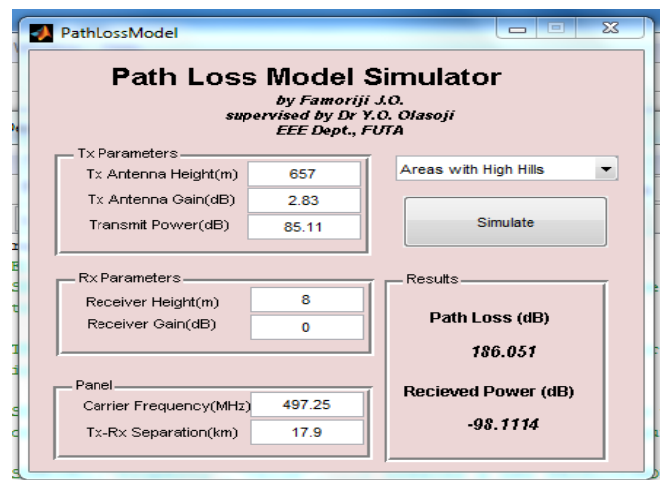 PathLossModel
Path Loss Model Simulator
by Famoriji J.O.
supervised by Dr Y.O. Olasoji
EEE Dept., FUTA
Tx Parameters
Tx Antenna Height(m) 657
Tx Antenna Gain(dB) 2.83
Transmit Power(dB) 85.11
Areas with High Hills
Simulate
Rx Parameters
Receiver Height(m) 8
Receiver Gain(dB) 0
Panel
Carrier Frequency(MHz) 497.25
Tx-Rx Separation(km) 17.9
Results
Path Loss (dB)
186.051
Recieved Power (dB)
-98.1114